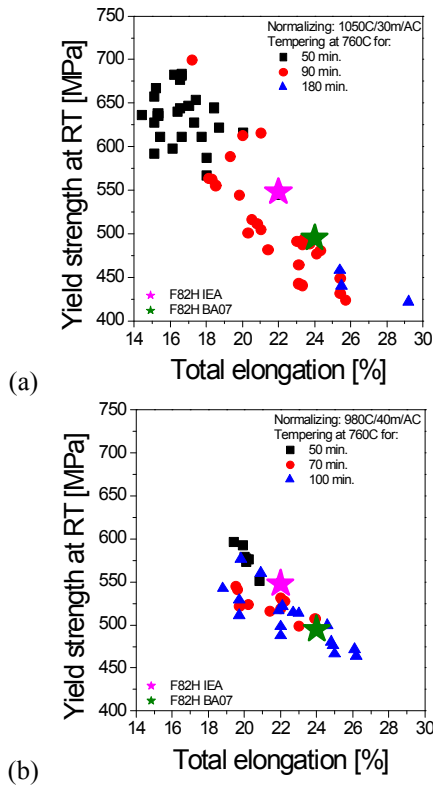 Normalizing: 1050C/30m/AC
Tempering at 760C for:
50 min.
90 min.
180 min.
750
700
650
600
550
500
450
400
Yield strength at RT [MPa]
F82H IEA
F82H BA07
14 16 18 20 22 24 26 28 30
Total elongation [%]
(a)
Normalizing: 980C/40m/AC
Tempering at 760C for:
50 min.
70 min.
100 min.
750
700
650
600
550
500
450
400
Yield strength at RT [MPa]
F82H IEA
F82H BA07
16 18 20 22 24 26 28 30
Total elongation [%]
(b)